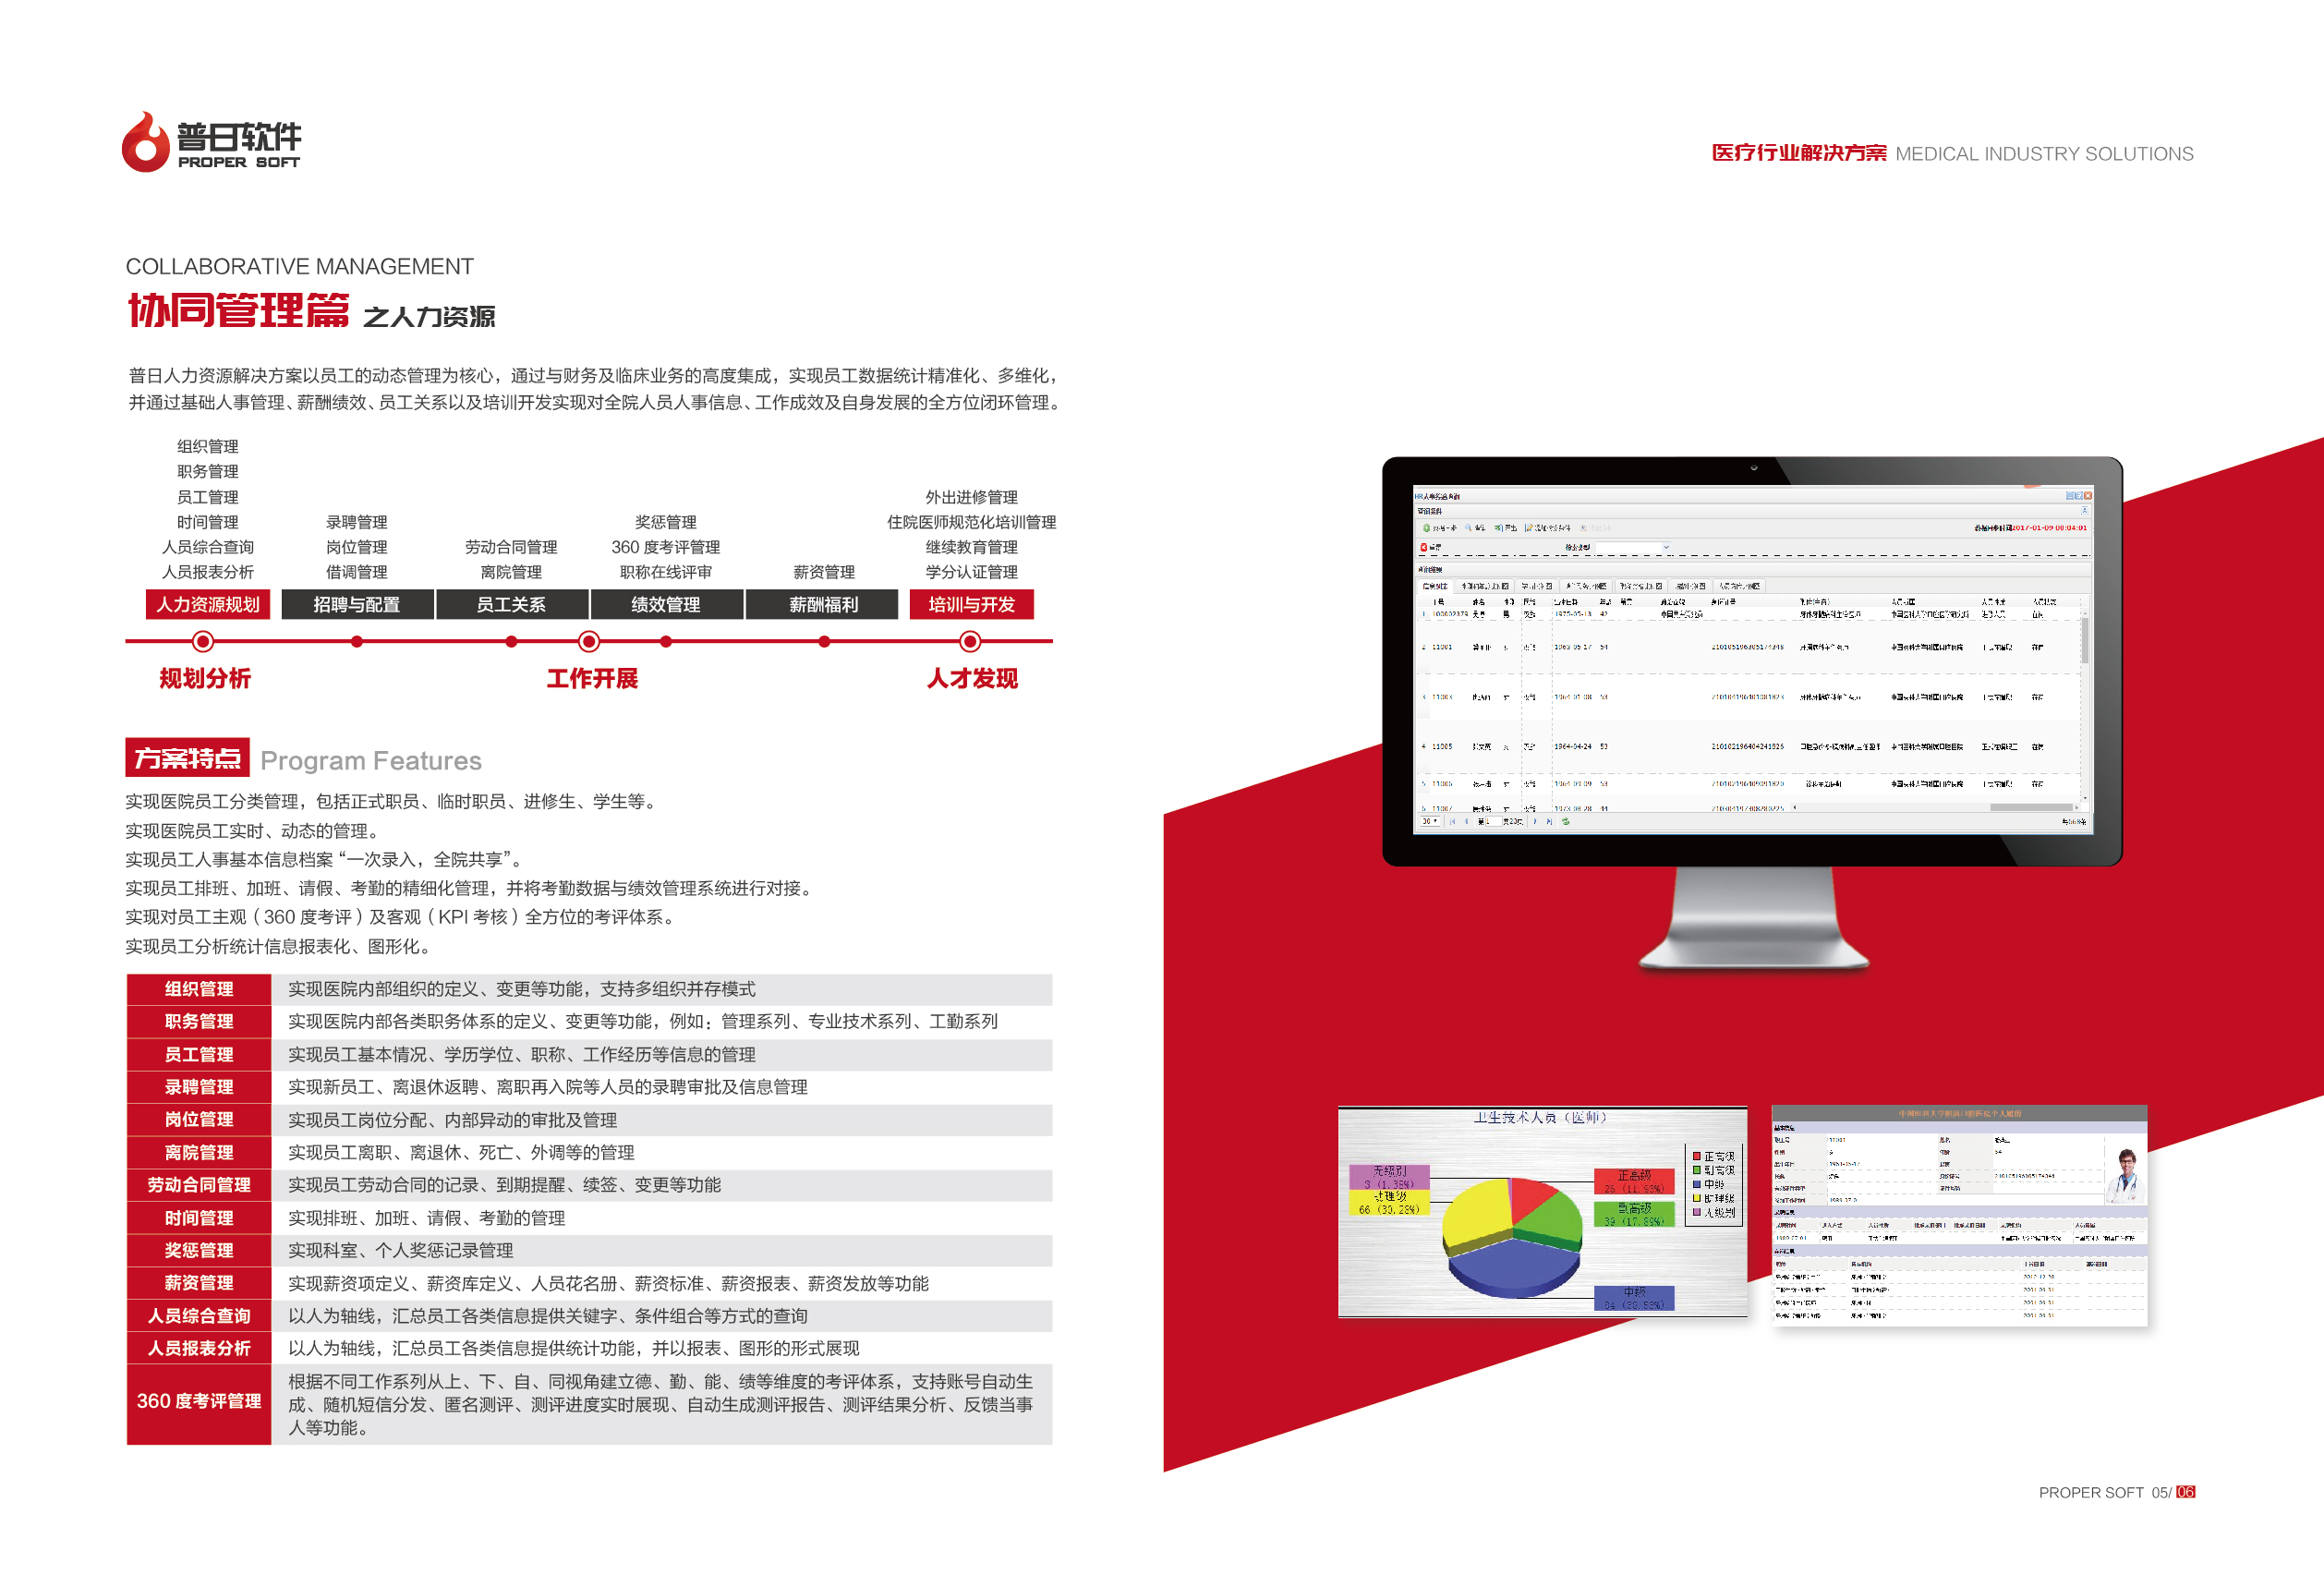 普日软件
PROPER SOFT
医疗行业解决方案 MEDICAL INDUSTRY SOLUTIONS
COLLABORATIVE MANAGEMENT
协同管理篇 之人力资源
普日人力资源解决方案以员工的动态管理为核心，通过与财务及临床业务的高度集成，实现员工数据统计精准化、多维化，
并通过基础人事管理、薪酬绩效、员工关系以及培训开发实现对全院人员人事信息、工作成效及自身发展的全方位闭环管理。
组织管理
职务管理
员工管理
时间管理
人员综合查询
人员报表分析
人力资源规划
录聘管理
岗位管理
借调管理
招聘与配置
劳动合同管理
离院管理
员工关系
奖惩管理
360 度考评管理
职称在线评审
绩效管理
薪资管理
薪酬福利
外出进修管理
住院医师规范化培训管理
继续教育管理
学分认证管理
培训与开发
规划分析
工作开展
人才发现
方案特点 Program Features
实现医院员工分类管理，包括正式职员、临时职员、进修生、学生等。
实现医院员工实时、动态的管理。
实现员工人事基本信息档案 “一次录入，全院共享”。
实现员工排班、加班、请假、考勤的精细化管理，并将考勤数据与绩效管理系统进行对接。
实现对员工主观（360 度考评）及客观（KPI 考核）全方位的考评体系。
实现员工分析统计信息报表化、图形化。
组织管理 实现医院内部组织的定义、变更等功能，支持多组织并存模式
职务管理 实现医院内部各类职务体系的定义、变更等功能，例如：管理系列、专业技术系列、工勤系列
员工管理 实现员工基本情况、学历学位、职称、工作经历等信息的管理
录聘管理 实现新员工、离退休返聘、离职再入院等人员的录聘审批及信息管理
岗位管理 实现员工岗位分配、内部异动的审批及管理
离院管理 实现员工离职、离退休、死亡、外调等的管理
劳动合同管理 实现员工劳动合同的记录、到期提醒、续签、变更等功能
时间管理 实现排班、加班、请假、考勤的管理
奖惩管理 实现科室、个人奖惩记录管理
薪资管理 实现薪资项定义、薪资库定义、人员花名册、薪资标准、薪资报表、薪资发放等功能
人员综合查询 以人为轴线，汇总员工各类信息提供关键字、条件组合等方式的查询
人员报表分析 以人为轴线，汇总员工各类信息提供统计功能，并以报表、图形的形式展现
360 度考评管理 根据不同工作系列从上、下、自、同视角建立德、勤、能、绩等维度的考评体系，支持账号自动生
成、随机短信分发、匿名测评、测评进度实时展现、自动生成测评报告、测评结果分析、反馈当事
人等功能。
HR人事综合查询
查询条件
2017-01-09 00:04:01
卫生技术人员（医师）
无级别
3 (1.38%)
助理级
66 (30.28%)
正高级
副高级
39 (17.89%)
中级
正高级
副高级
中级
助理级
无级别
PROPER SOFT 05/ 06